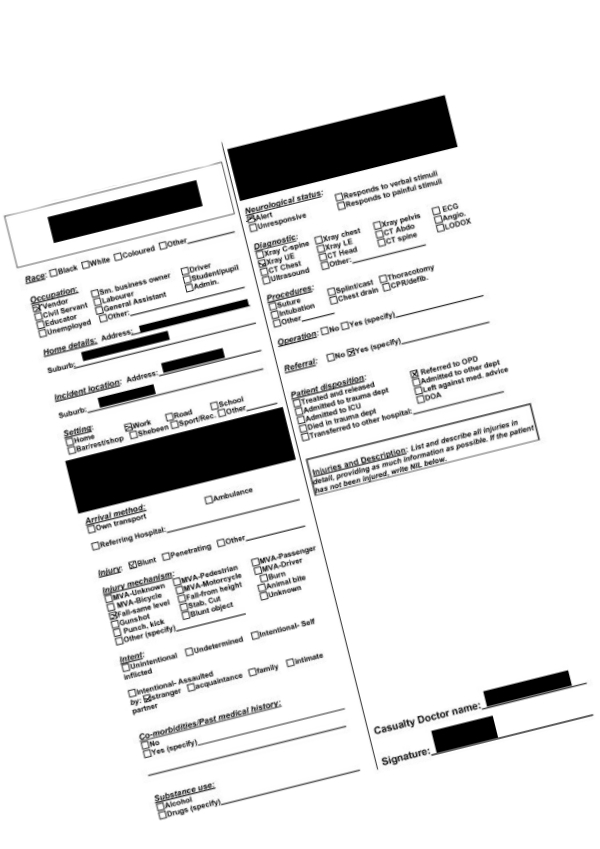 Race: ☐Black ☐White ☐Coloured ☐Other
Occupation:
☒Vendor ☐Sm. business owner ☐Driver
☐Civil Servant ☐Labourer ☐Student/pupil
☐Educator ☐General Assistant ☐Admin.
☐Unemployed ☐Other:
Home details: Address:
Suburb:
Incident location: Address:
Suburb:
Setting: ☒Work ☐Road ☐School
☐Home ☐Shebeen ☐Sport/Rec. ☐Other
☐Bar/rest/shop
Arrival method:
☐Own transport ☐Ambulance
☐Referring Hospital:
Injury: ☒Blunt ☐Penetrating ☐Other
Injury mechanism:
☐MVA-Unknown ☐MVA-Pedestrian ☐MVA-Passenger
☐MVA-Bicycle ☐MVA-Motorcycle ☐MVA-Driver
☒Fall-same level ☐Fall-from height ☐Burn
☐Gunshot ☐Stab, Cut ☐Animal bite
☐Punch, kick ☐Blunt object ☐Unknown
☐Other (specify)
Intent:
☐Unintentional ☐Undetermined ☐Intentional- Self
inflicted
☐Intentional- Assaulted
by: ☒stranger ☐acquaintance ☐family ☐intimate
partner
Co-morbidities/Past medical history:
☐No
☐Yes (specify)
Substance use:
☐Alcohol
☐Drugs (specify)
Neurological status:
☒Alert ☐Responds to verbal stimuli
☐Unresponsive ☐Responds to painful stimuli
Diagnostic:
☐Xray C-spine ☐Xray chest ☐Xray pelvis ☐ECG
☒Xray UE ☐Xray LE ☐CT Abdo ☐Angio.
☐CT Chest ☐CT Head ☐CT spine ☐LODOX
☐Ultrasound ☐Other:
Procedures:
☐Suture ☐Splint/cast ☐Thoracotomy
☐Intubation ☐Chest drain ☐CPR/defib.
☐Other
Operation: ☐No ☐Yes (specify)
Referral: ☐No ☒Yes (specify)
Patient disposition:
☐Treated and released ☒Referred to OPD
☐Admitted to trauma dept ☐Admitted to other dept
☐Admitted to ICU ☐Left against med. advice
☐Died in trauma dept ☐DOA
☐Transferred to other hospital:
Injuries and Description: List and describe all injuries in
detail, providing as much information as possible. If the patient
has not been injured, write NIL below.
Casualty Doctor name:
Signature: